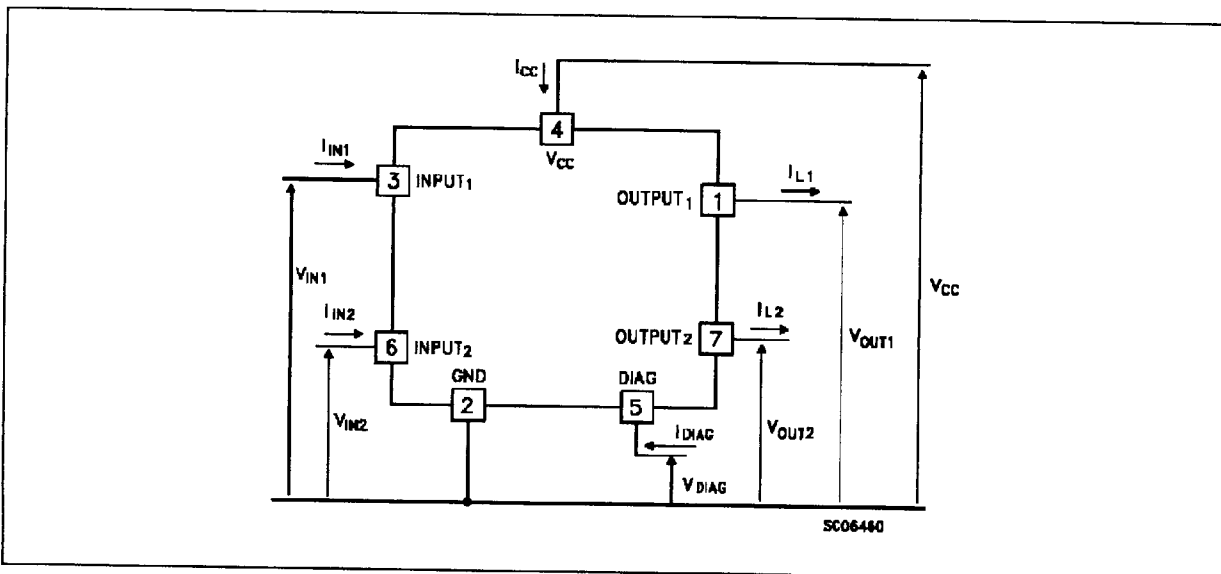 I_CC
4
V_CC
I_IN1
3 INPUT_1
OUTPUT_1 1
I_L1
V_IN1
V_CC
I_IN2
6 INPUT_2
OUTPUT_2 7
I_L2
V_OUT1
GND
2
DIAG
5
V_IN2
I_DIAG
V_OUT2
V_DIAG
SC06460